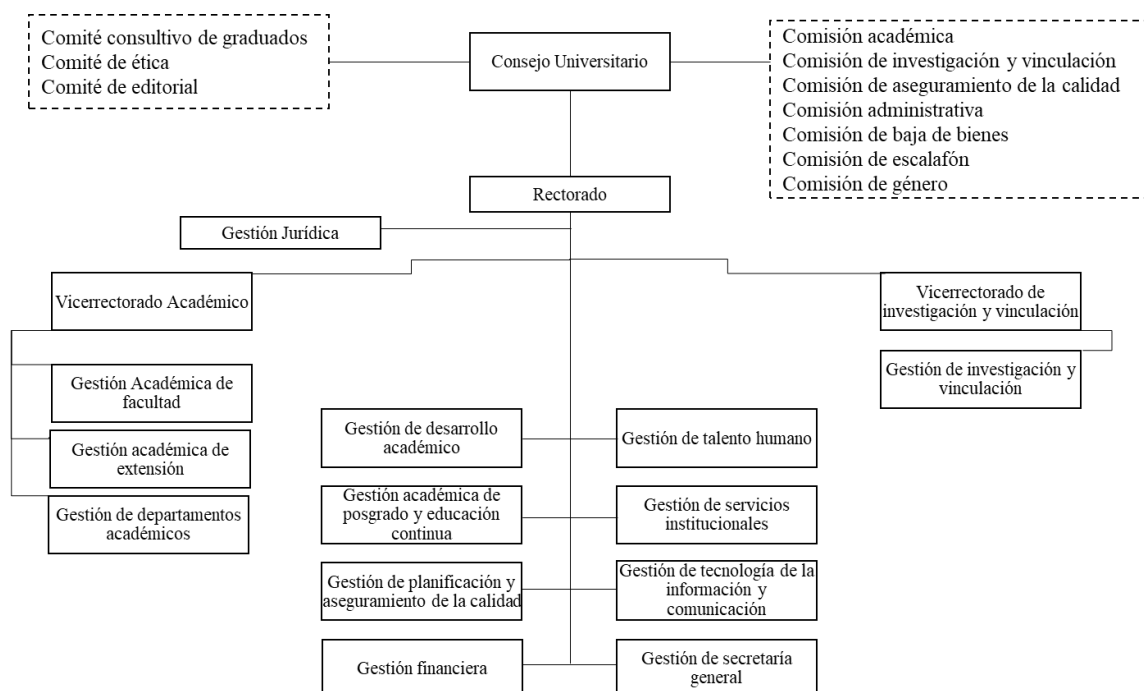 Comité consultivo de graduados
Comité de ética
Comité de editorial
Consejo Universitario
Comisión académica
Comisión de investigación y vinculación
Comisión de aseguramiento de la calidad
Comisión administrativa
Comisión de baja de bienes
Comisión de escalafón
Comisión de género
Rectorado
Gestión Jurídica
Vicerrectorado Académico
Vicerrectorado de
investigación y vinculación
Gestión Académica de
facultad
Gestión académica de
extensión
Gestión de departamentos
académicos
Gestión de investigación y
vinculación
Gestión de desarrollo
académico
Gestión de talento humano
Gestión académica de
posgrado y educación
continua
Gestión de servicios
institucionales
Gestión de planificación y
aseguramiento de la calidad
Gestión de tecnología de la
información y
comunicación
Gestión financiera
Gestión de secretaría
general